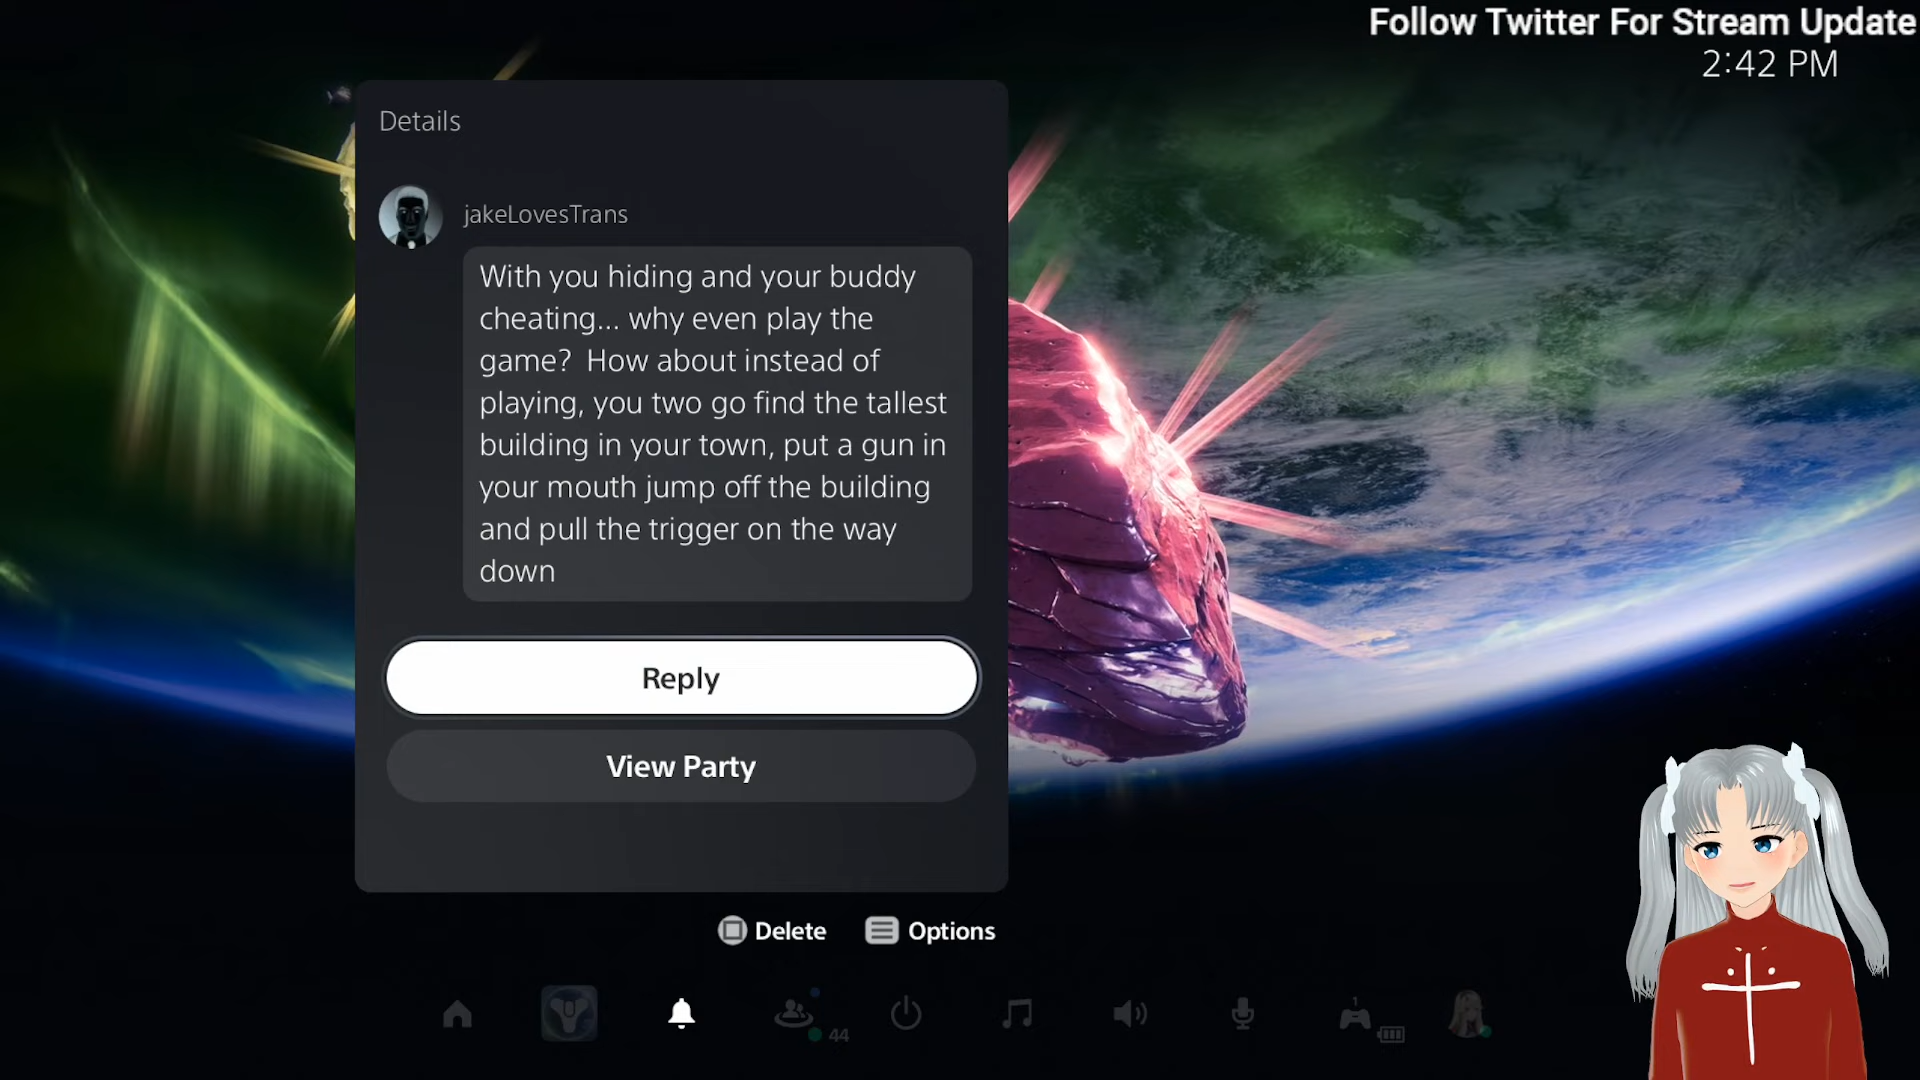 Follow Twitter For Stream Update
2:42 PM
Details
jakeLovesTrans
With you hiding and your buddy
cheating... why even play the
game?  How about instead of
playing, you two go find the tallest
building in your town, put a gun in
your mouth jump off the building
and pull the trigger on the way
down
Reply
View Party
Delete
Options
44
1